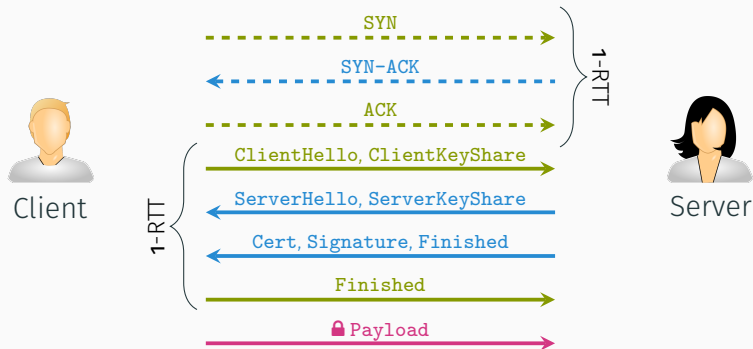 SYN
SYN-ACK
1-RTT
ACK
ClientHello, ClientKeyShare
Client
ServerHello, ServerKeyShare
Server
1-RTT
Cert, Signature, Finished
Finished
Payload